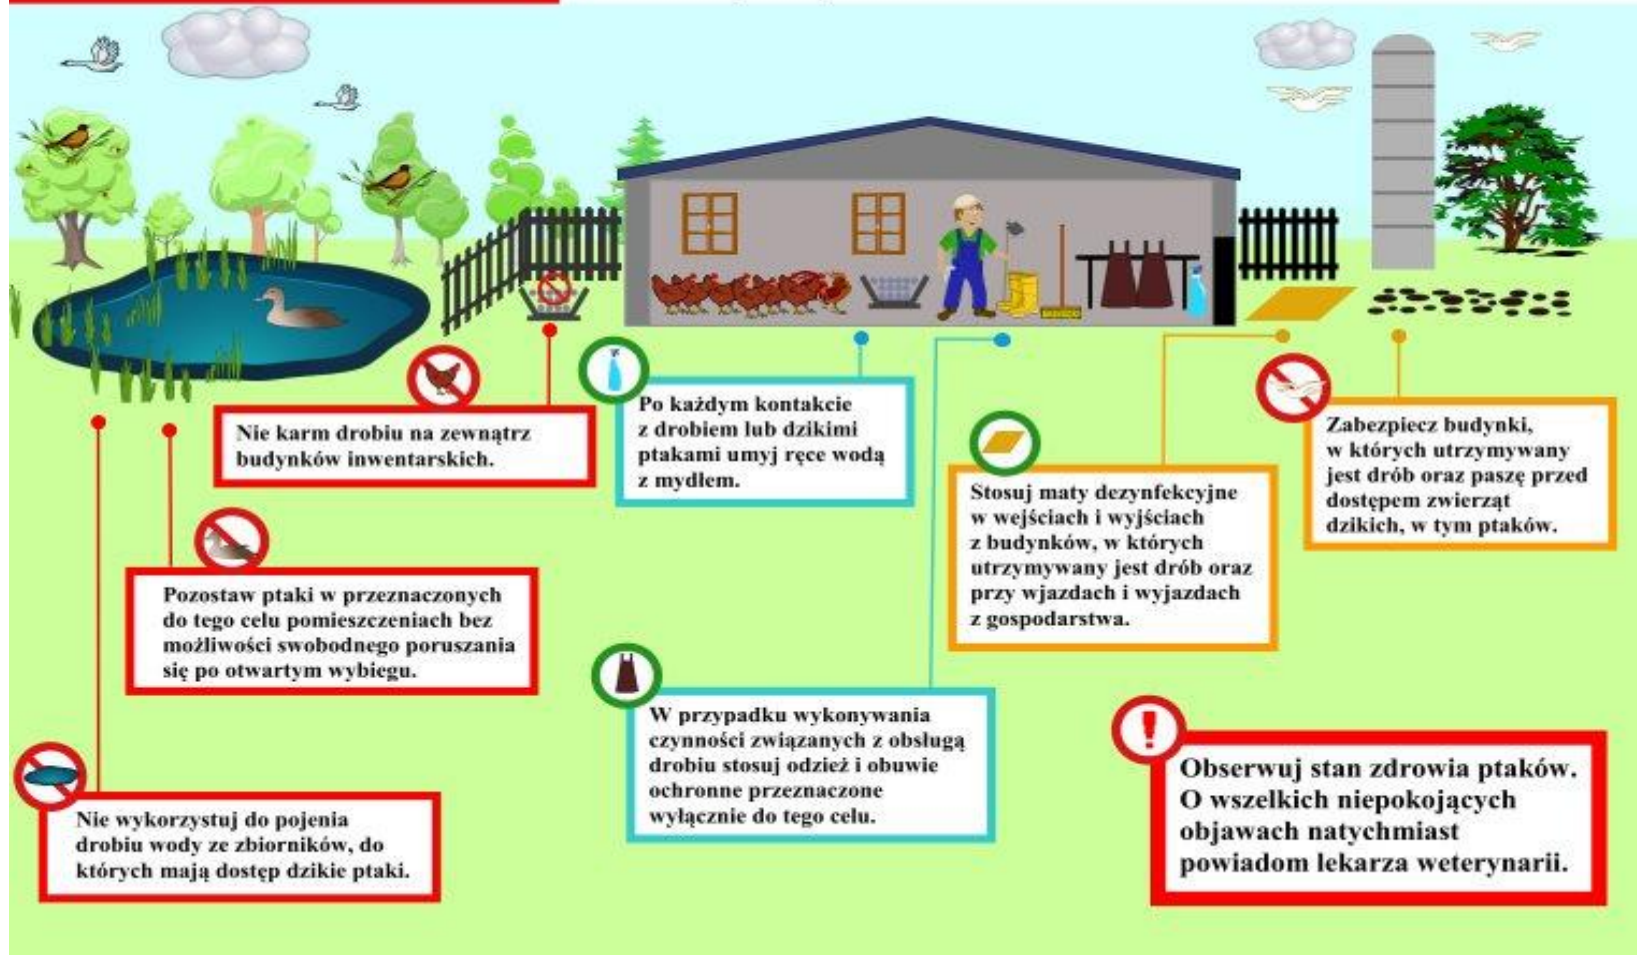 Nie karm drobiu na zewnątrz
budynków inwentarskich.
Po każdym kontakcie
z drobiem lub dzikimi
ptakami umyj ręce wodą
z mydłem.
Stosuj maty dezynfekcyjne
w wejściach i wyjściach
z budynków, w których
utrzymywany jest drób oraz
przy wjazdach i wyjazdach
z gospodarstwa.
Zabezpiecz budynki,
w których utrzymywany
jest drób oraz paszę przed
dostępem zwierząt
dzikich, w tym ptaków.
Pozostaw ptaki w przeznaczonych
do tego celu pomieszczeniach bez
możliwości swobodnego poruszania
się po otwartym wybiegu.
W przypadku wykonywania
czynności związanych z obsługą
drobiu stosuj odzież i obuwie
ochronne przeznaczone
wyłącznie do tego celu.
Nie wykorzystuj do pojenia
drobiu wody ze zbiorników, do
których mają dostęp dzikie ptaki.
Obserwuj stan zdrowia ptaków.
O wszelkich niepokojących
objawach natychmiast
powiadom lekarza weterynarii.